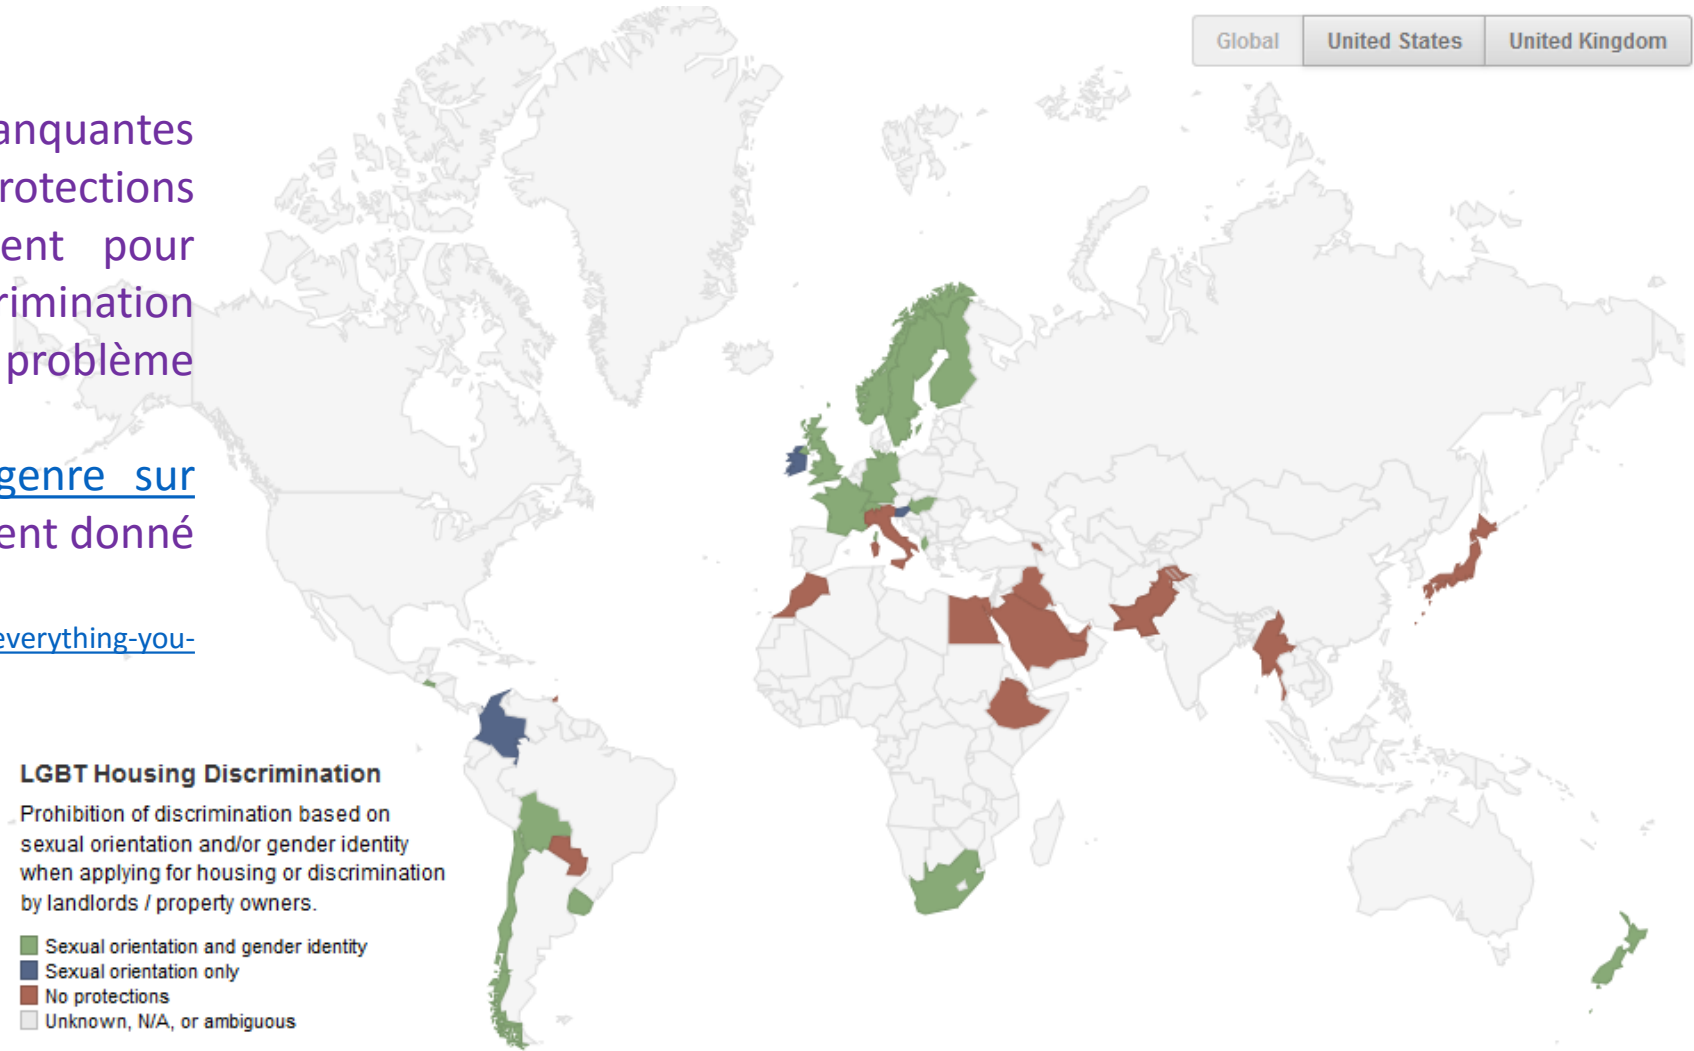 Global
United States
United Kingdom
anquantes
rotections
ent pour
rimination
problème
genre sur
ent donné
everything-you-
LGBT Housing Discrimination
Prohibition of discrimination based on
sexual orientation and/or gender identity
when applying for housing or discrimination
by landlords / property owners.
Sexual orientation and gender identity
Sexual orientation only
No protections
Unknown, N/A, or ambiguous